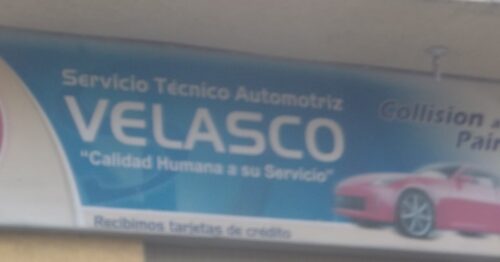 Servicio Técnico Automotriz
VELASCO
"Calidad Humana a su Servicio"
Recibimos tarjetas de crédito
Collision